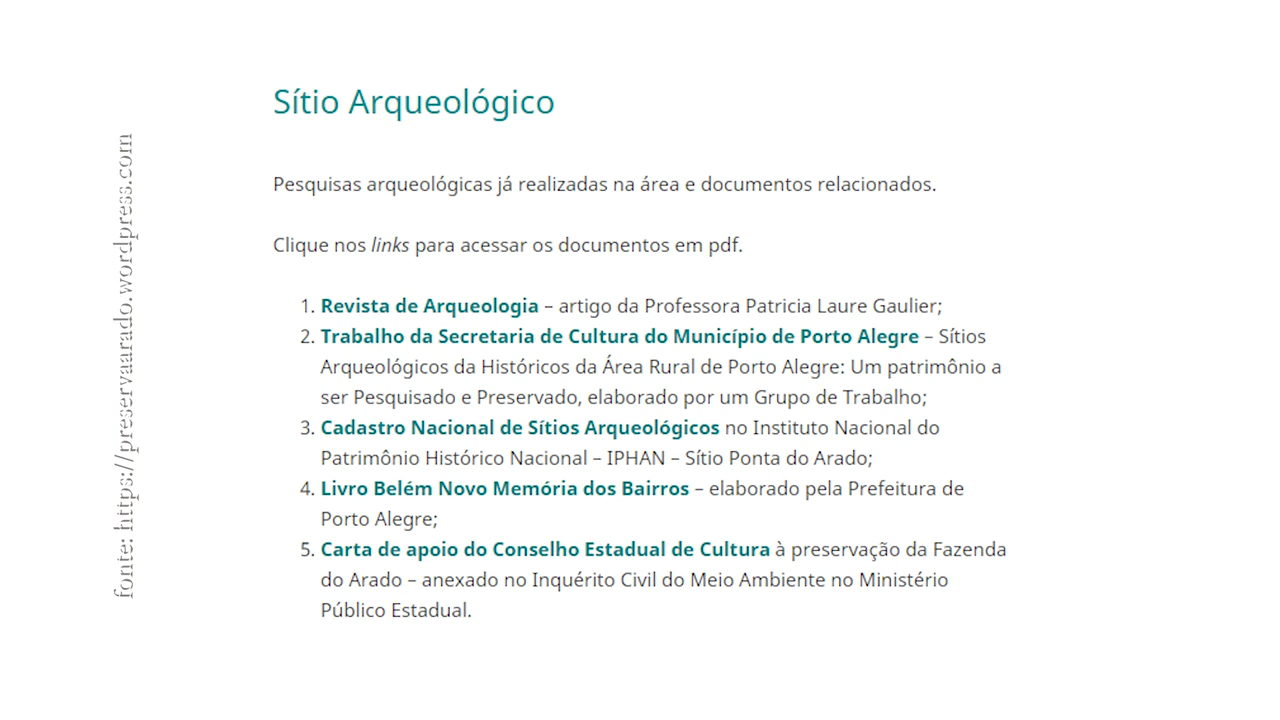 Sítio Arqueológico
Pesquisas arqueológicas já realizadas na área e documentos relacionados.
Clique nos links para acessar os documentos em pdf.
1. Revista de Arqueologia – artigo da Professora Patricia Laure Gaulier;
2. Trabalho da Secretaria de Cultura do Município de Porto Alegre – Sítios
Arqueológicos da Históricos da Área Rural de Porto Alegre: Um patrimônio a
ser Pesquisado e Preservado, elaborado por um Grupo de Trabalho;
3. Cadastro Nacional de Sítios Arqueológicos no Instituto Nacional do
Patrimônio Histórico Nacional – IPHAN – Sítio Ponta do Arado;
4. Livro Belém Novo Memória dos Bairros – elaborado pela Prefeitura de
Porto Alegre;
5. Carta de apoio do Conselho Estadual de Cultura à preservação da Fazenda
do Arado – anexado no Inquérito Civil do Meio Ambiente no Ministério
Público Estadual.
fonte: https://preservaarado.wordpress.com